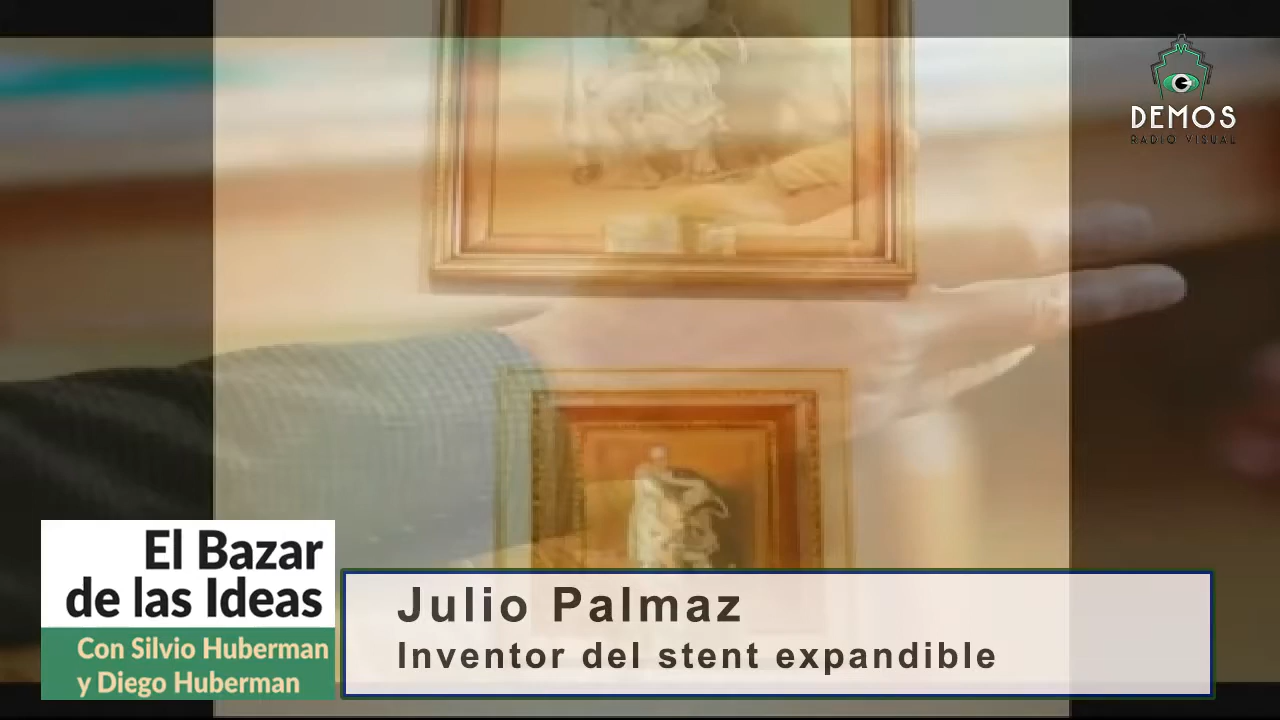 DEMOS
RADIO VISUAL
El Bazar
de las Ideas
Con Silvio Huberman
y Diego Huberman
Julio Palmaz
Inventor del stent expandible